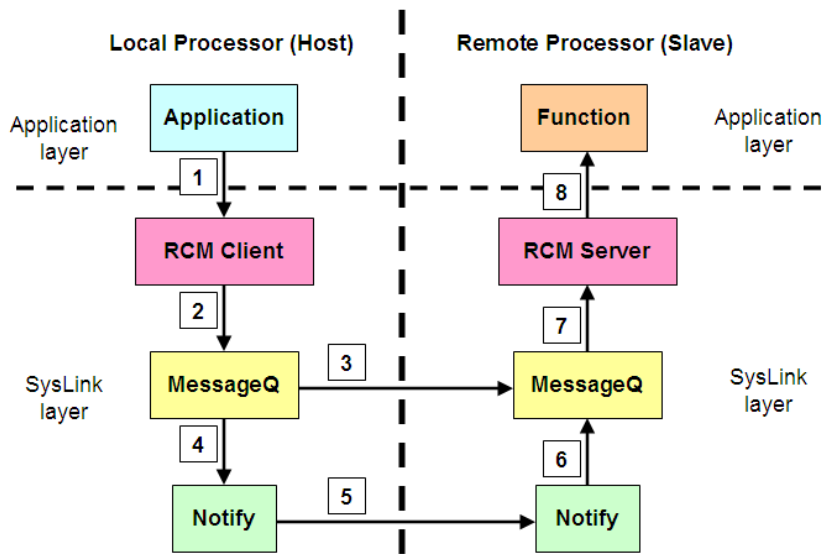 Local Processor (Host)
Remote Processor (Slave)
Application
Function
Application
layer
Application
layer
1
8
RCM Client
RCM Server
2
7
MessageQ
3
MessageQ
SysLink
layer
SysLink
layer
4
6
Notify
5
Notify